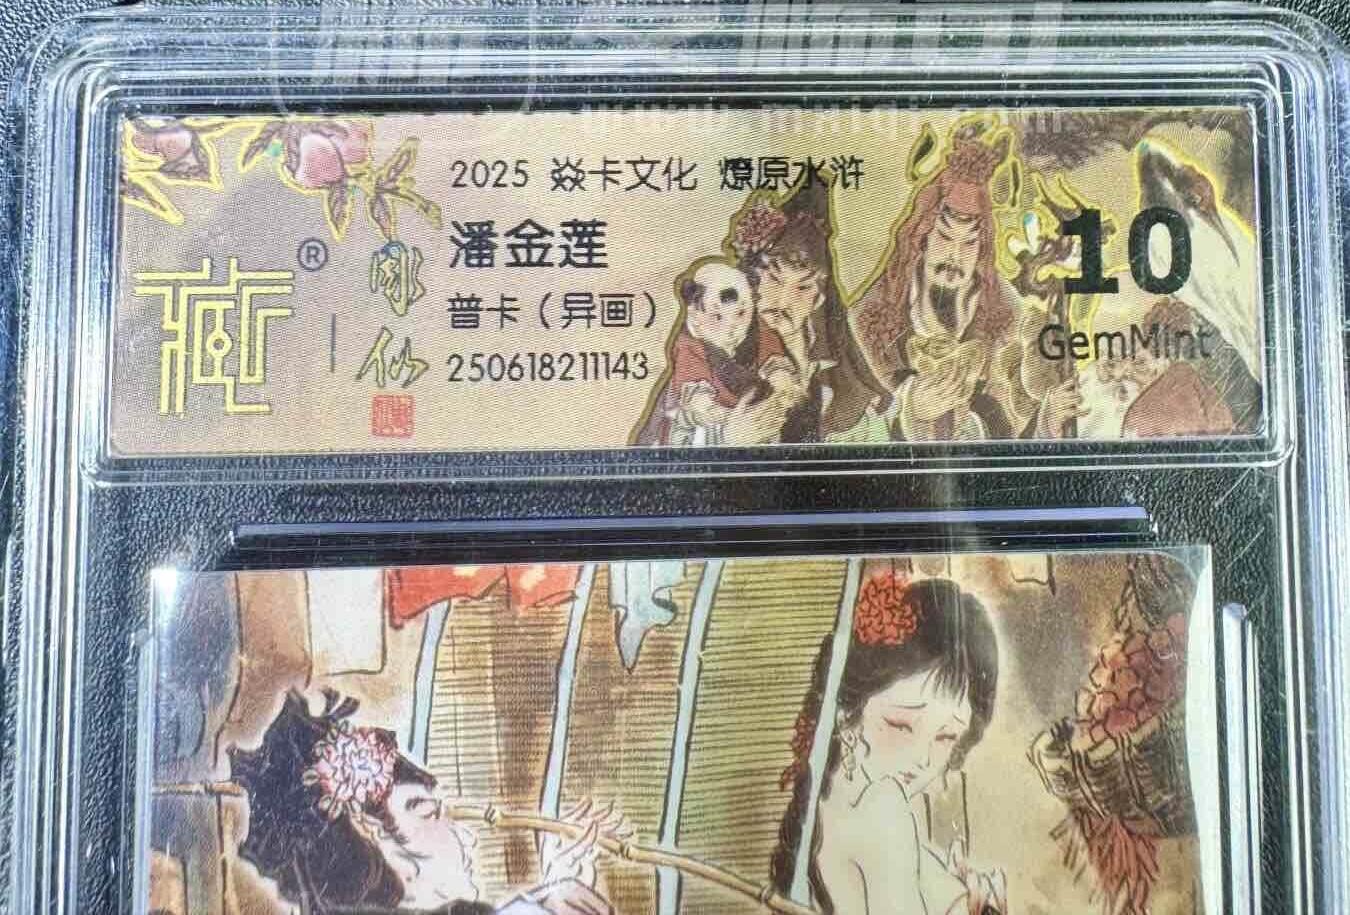 2025 焱卡文化 燎原水浒
潘金莲
普卡（异画）
250618211143
藏
®
10
GemMint